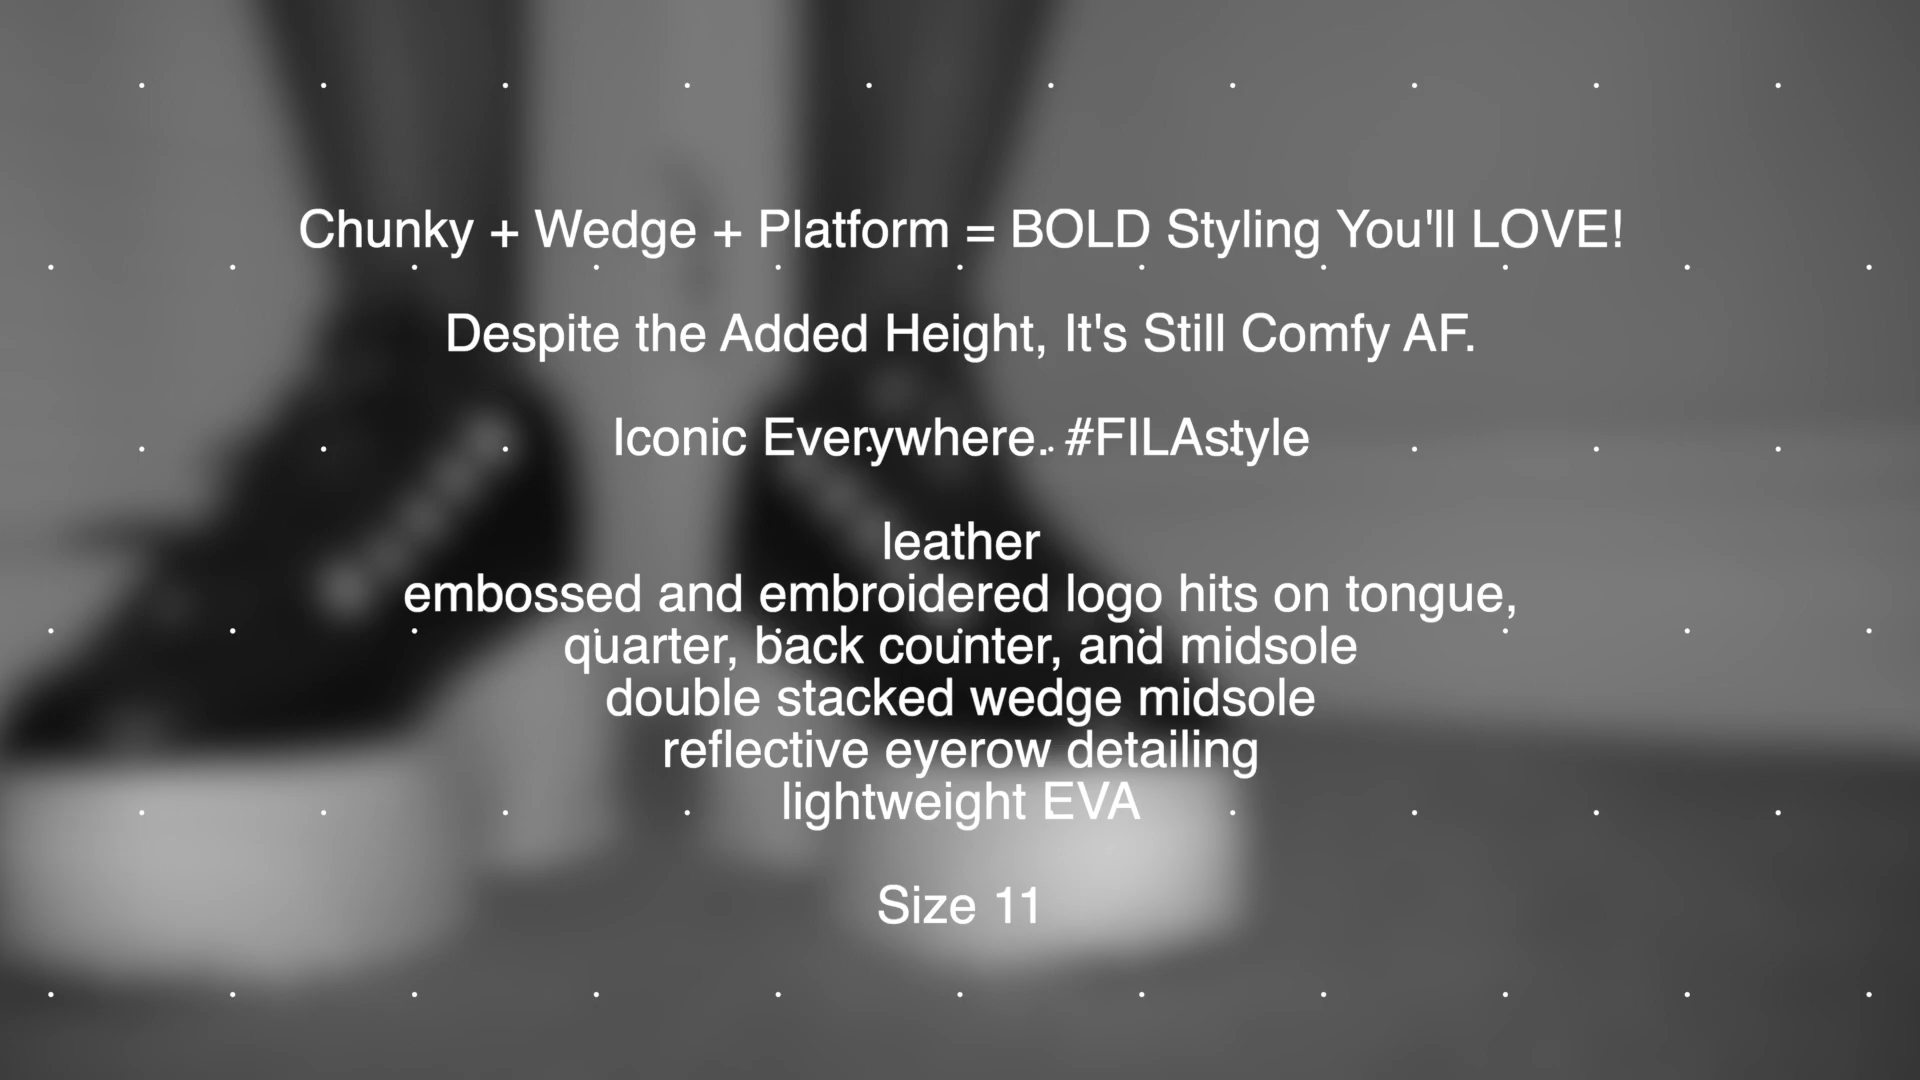 Chunky + Wedge + Platform = BOLD Styling You'll LOVE!
Despite the Added Height, It's Still Comfy AF.
Iconic Everywhere. #FILAstyle
leather
embossed and embroidered logo hits on tongue,
quarter, back counter, and midsole
double stacked wedge midsole
reflective eyerow detailing
lightweight EVA
Size 11